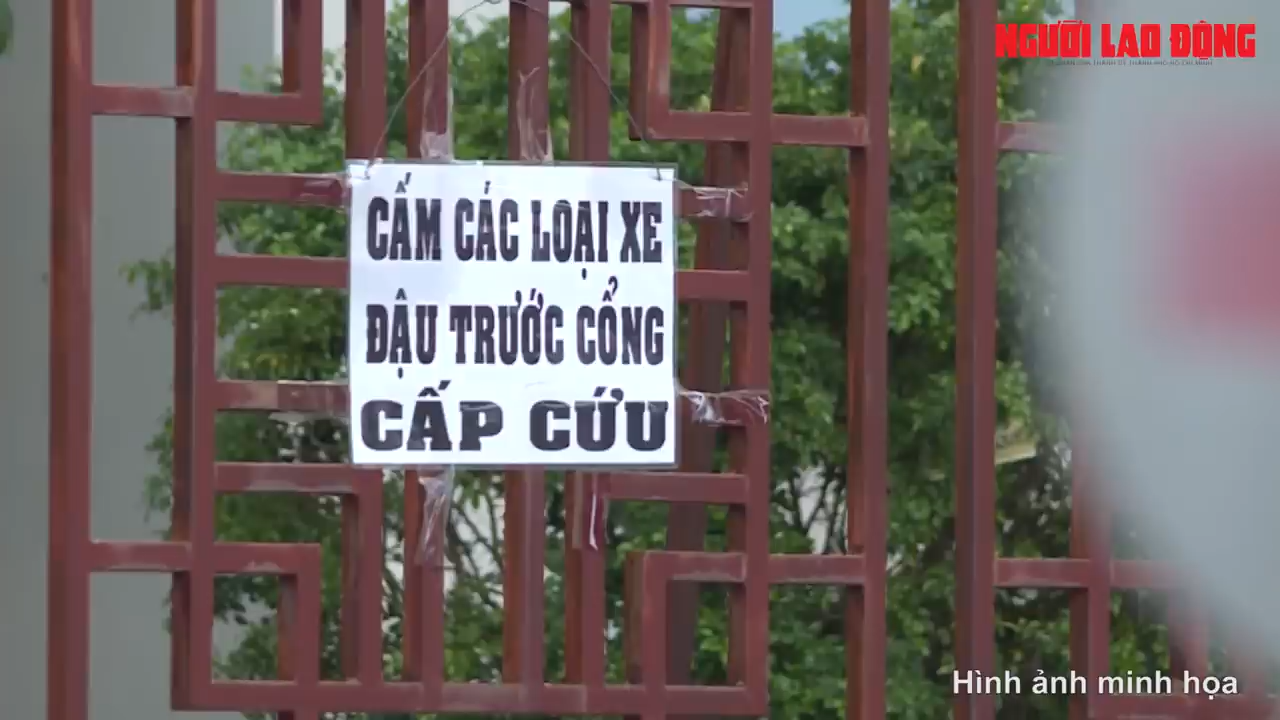 NGƯỜI LAO ĐỘNG
CẤM CÁC LOẠI XE
ĐẬU TRƯỚC CỔNG
CẤP CỨU
Hình ảnh minh họa